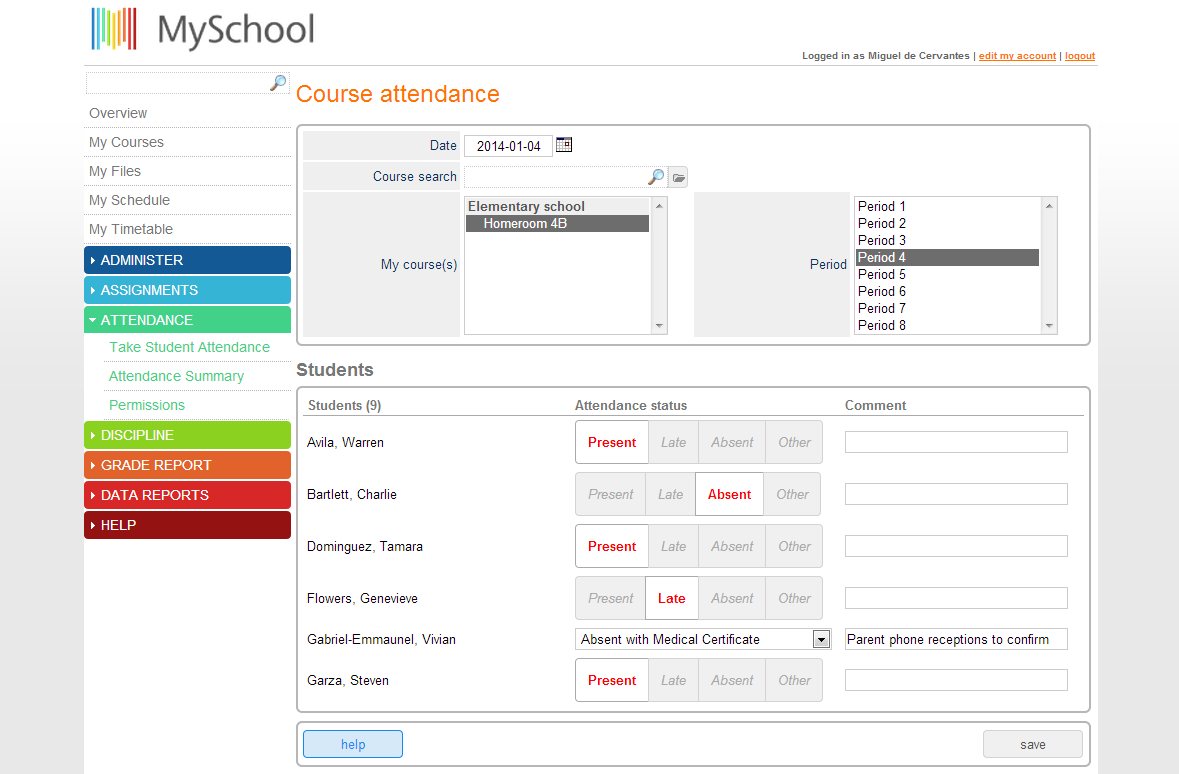 MySchool
Logged in as Miguel de Cervantes | edit my account | logout
Overview
My Courses
My Files
My Schedule
My Timetable
ADMINISTER
ASSIGNMENTS
ATTENDANCE
Take Student Attendance
Attendance Summary
Permissions
DISCIPLINE
GRADE REPORT
DATA REPORTS
HELP
Course attendance
Date 2014-01-04
Course search
My course(s)
Elementary school
Homeroom 4B
Period
Period 1
Period 2
Period 3
Period 4
Period 5
Period 6
Period 7
Period 8
Students
Students (9) Attendance status Comment
Avila, Warren Present Late Absent Other
Bartlett, Charlie Present Late Absent Other
Dominguez, Tamara Present Late Absent Other
Flowers, Genevieve Present Late Absent Other
Gabriel-Emmaunel, Vivian Absent with Medical Certificate Parent phone receptions to confirm
Garza, Steven Present Late Absent Other
help save